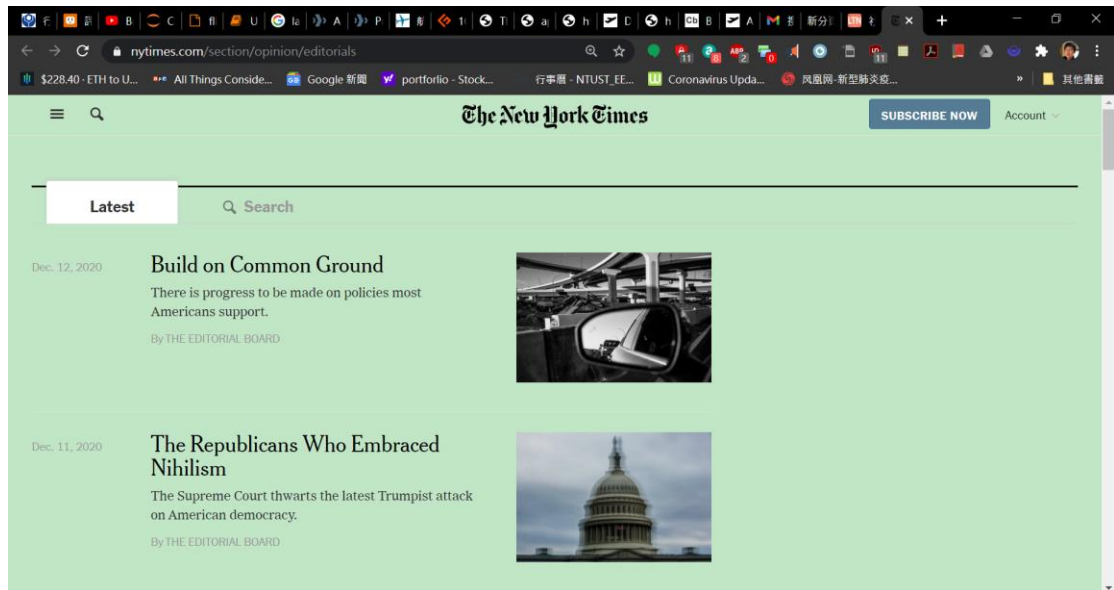 nytimes.com/section/opinion/editorials
$228.40 · ETH to U... All Things Conside... Google 新聞 portforlio - Stock... 行事曆 - NTUST_EE... Coronavirus Upda... 凤凰网-新型肺炎疫... » 其他書籤
The New York Times
SUBSCRIBE NOW Account
Latest Search
Dec. 12, 2020
Build on Common Ground
There is progress to be made on policies most
Americans support.
By THE EDITORIAL BOARD
Dec. 11, 2020
The Republicans Who Embraced
Nihilism
The Supreme Court thwarts the latest Trumpist attack
on American democracy.
By THE EDITORIAL BOARD